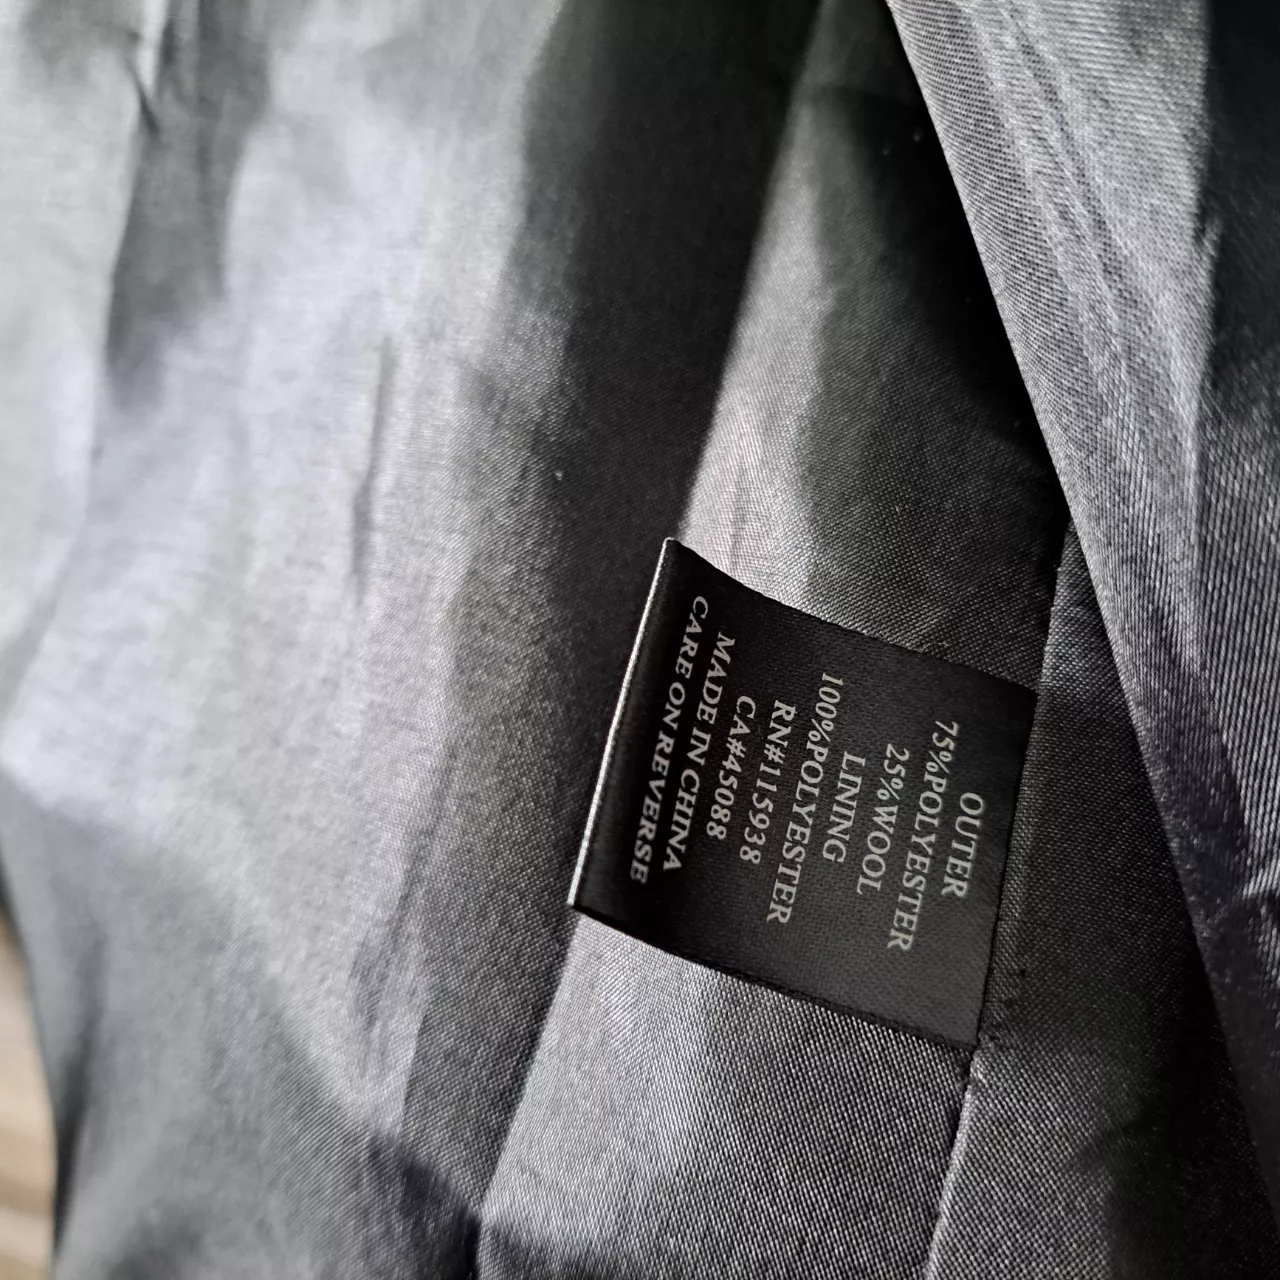 OUTER
75%POLYESTER
25%WOOL
LINING
100%POLYESTER
RN#115938
CA#45088
MADE IN CHINA
CARE ON REVERSE